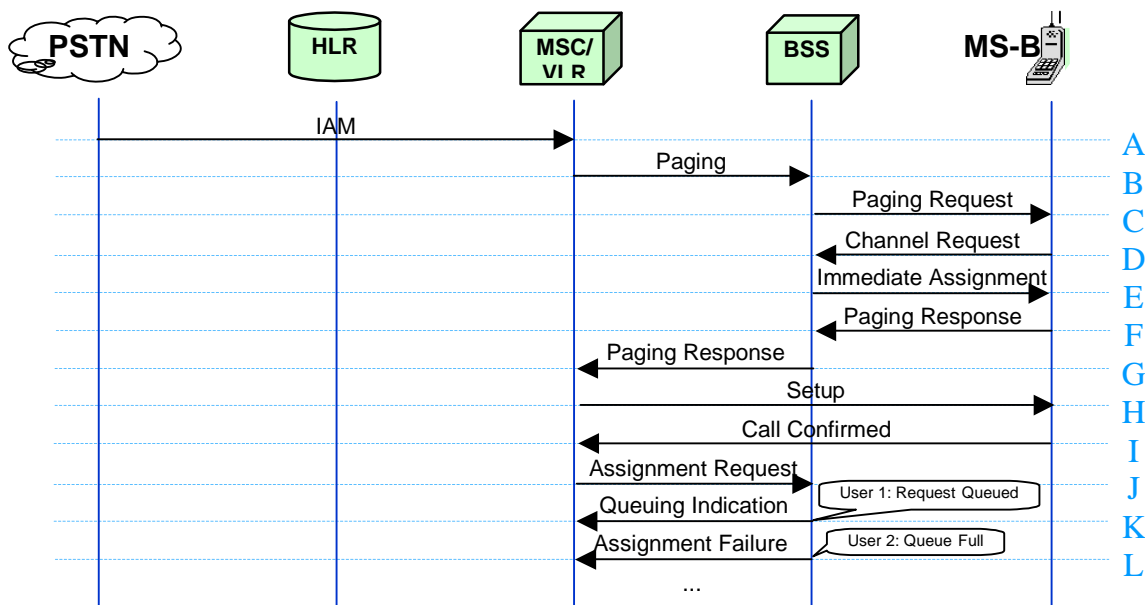 PSTN
HLR
MSC/
VLR
BSS
MS-B
IAM
A
Paging
B
Paging Request
C
Channel Request
D
Immediate Assignment
E
Paging Response
F
Paging Response
G
Setup
H
Call Confirmed
I
Assignment Request
J
User 1: Request Queued
Queuing Indication
K
User 2: Queue Full
Assignment Failure
L
...